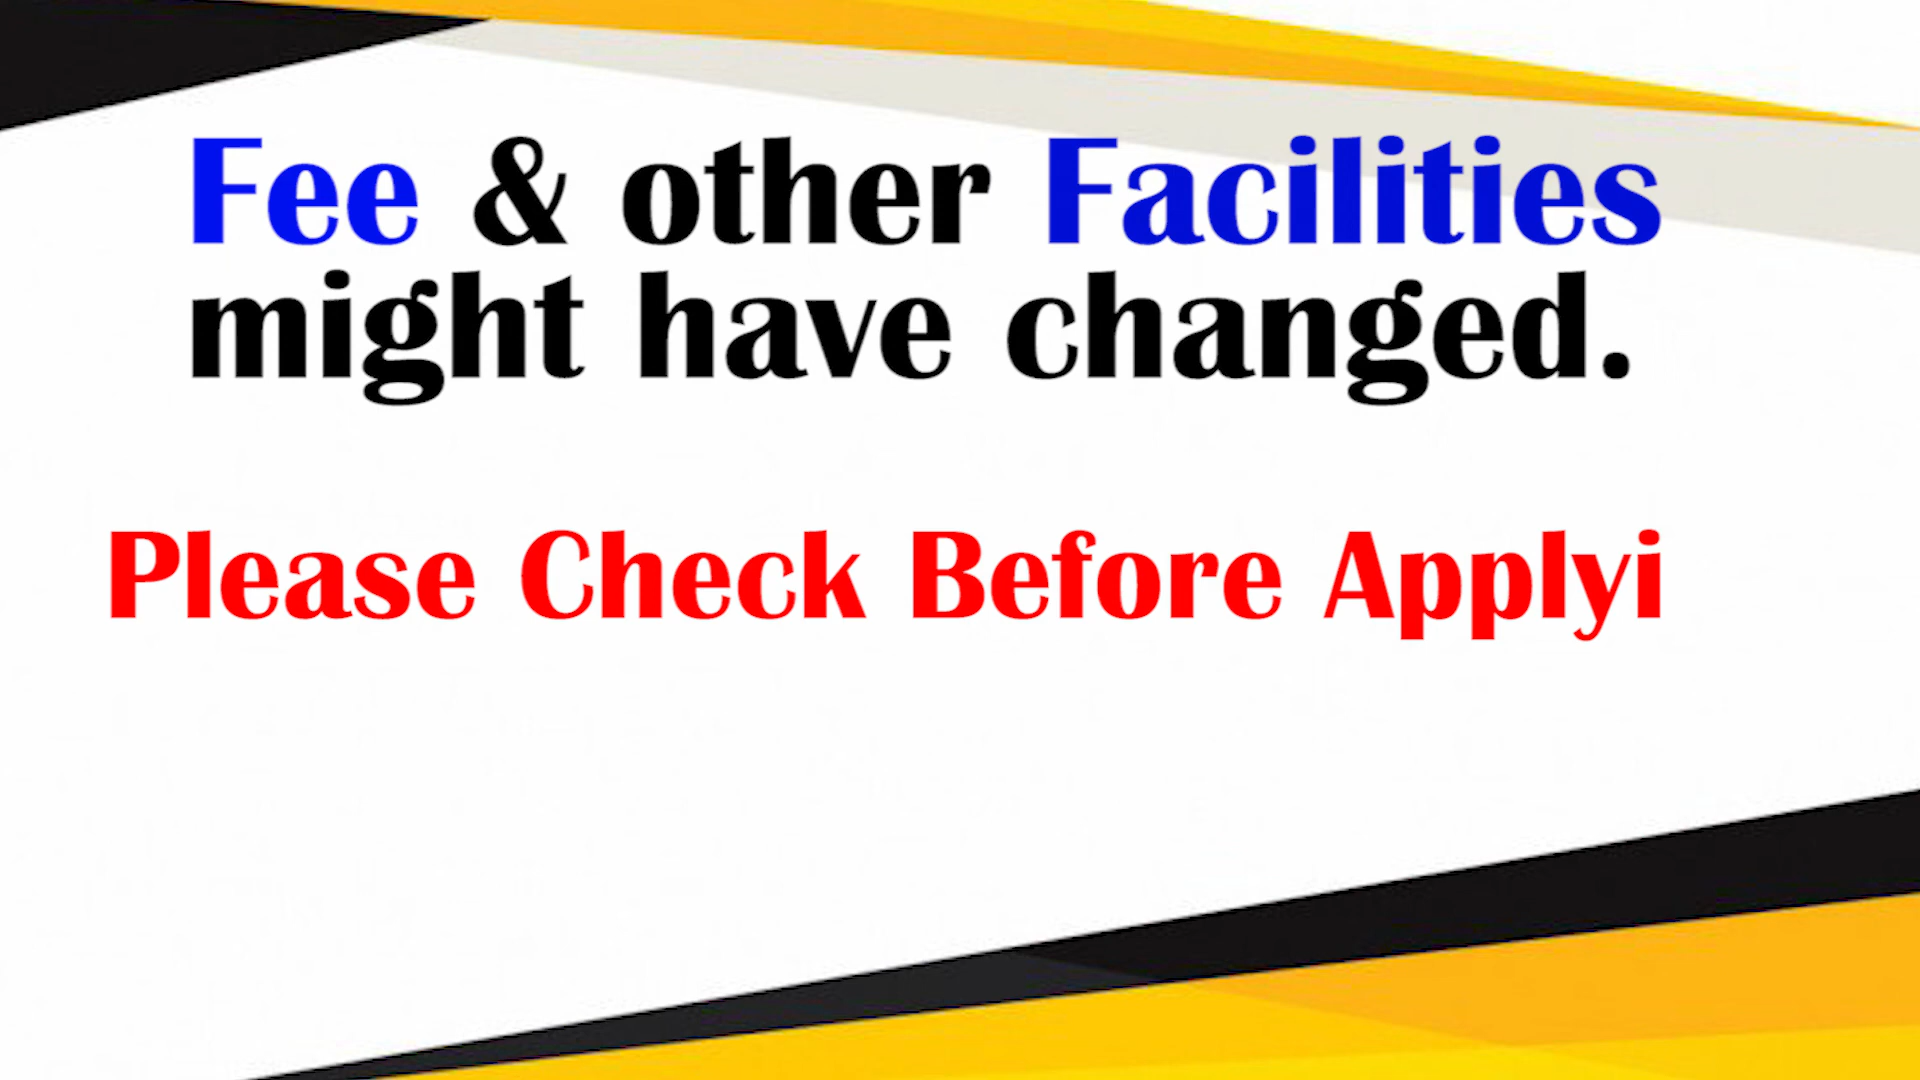 Fee & other Facilities
might have changed.
Please Check Before Applyi